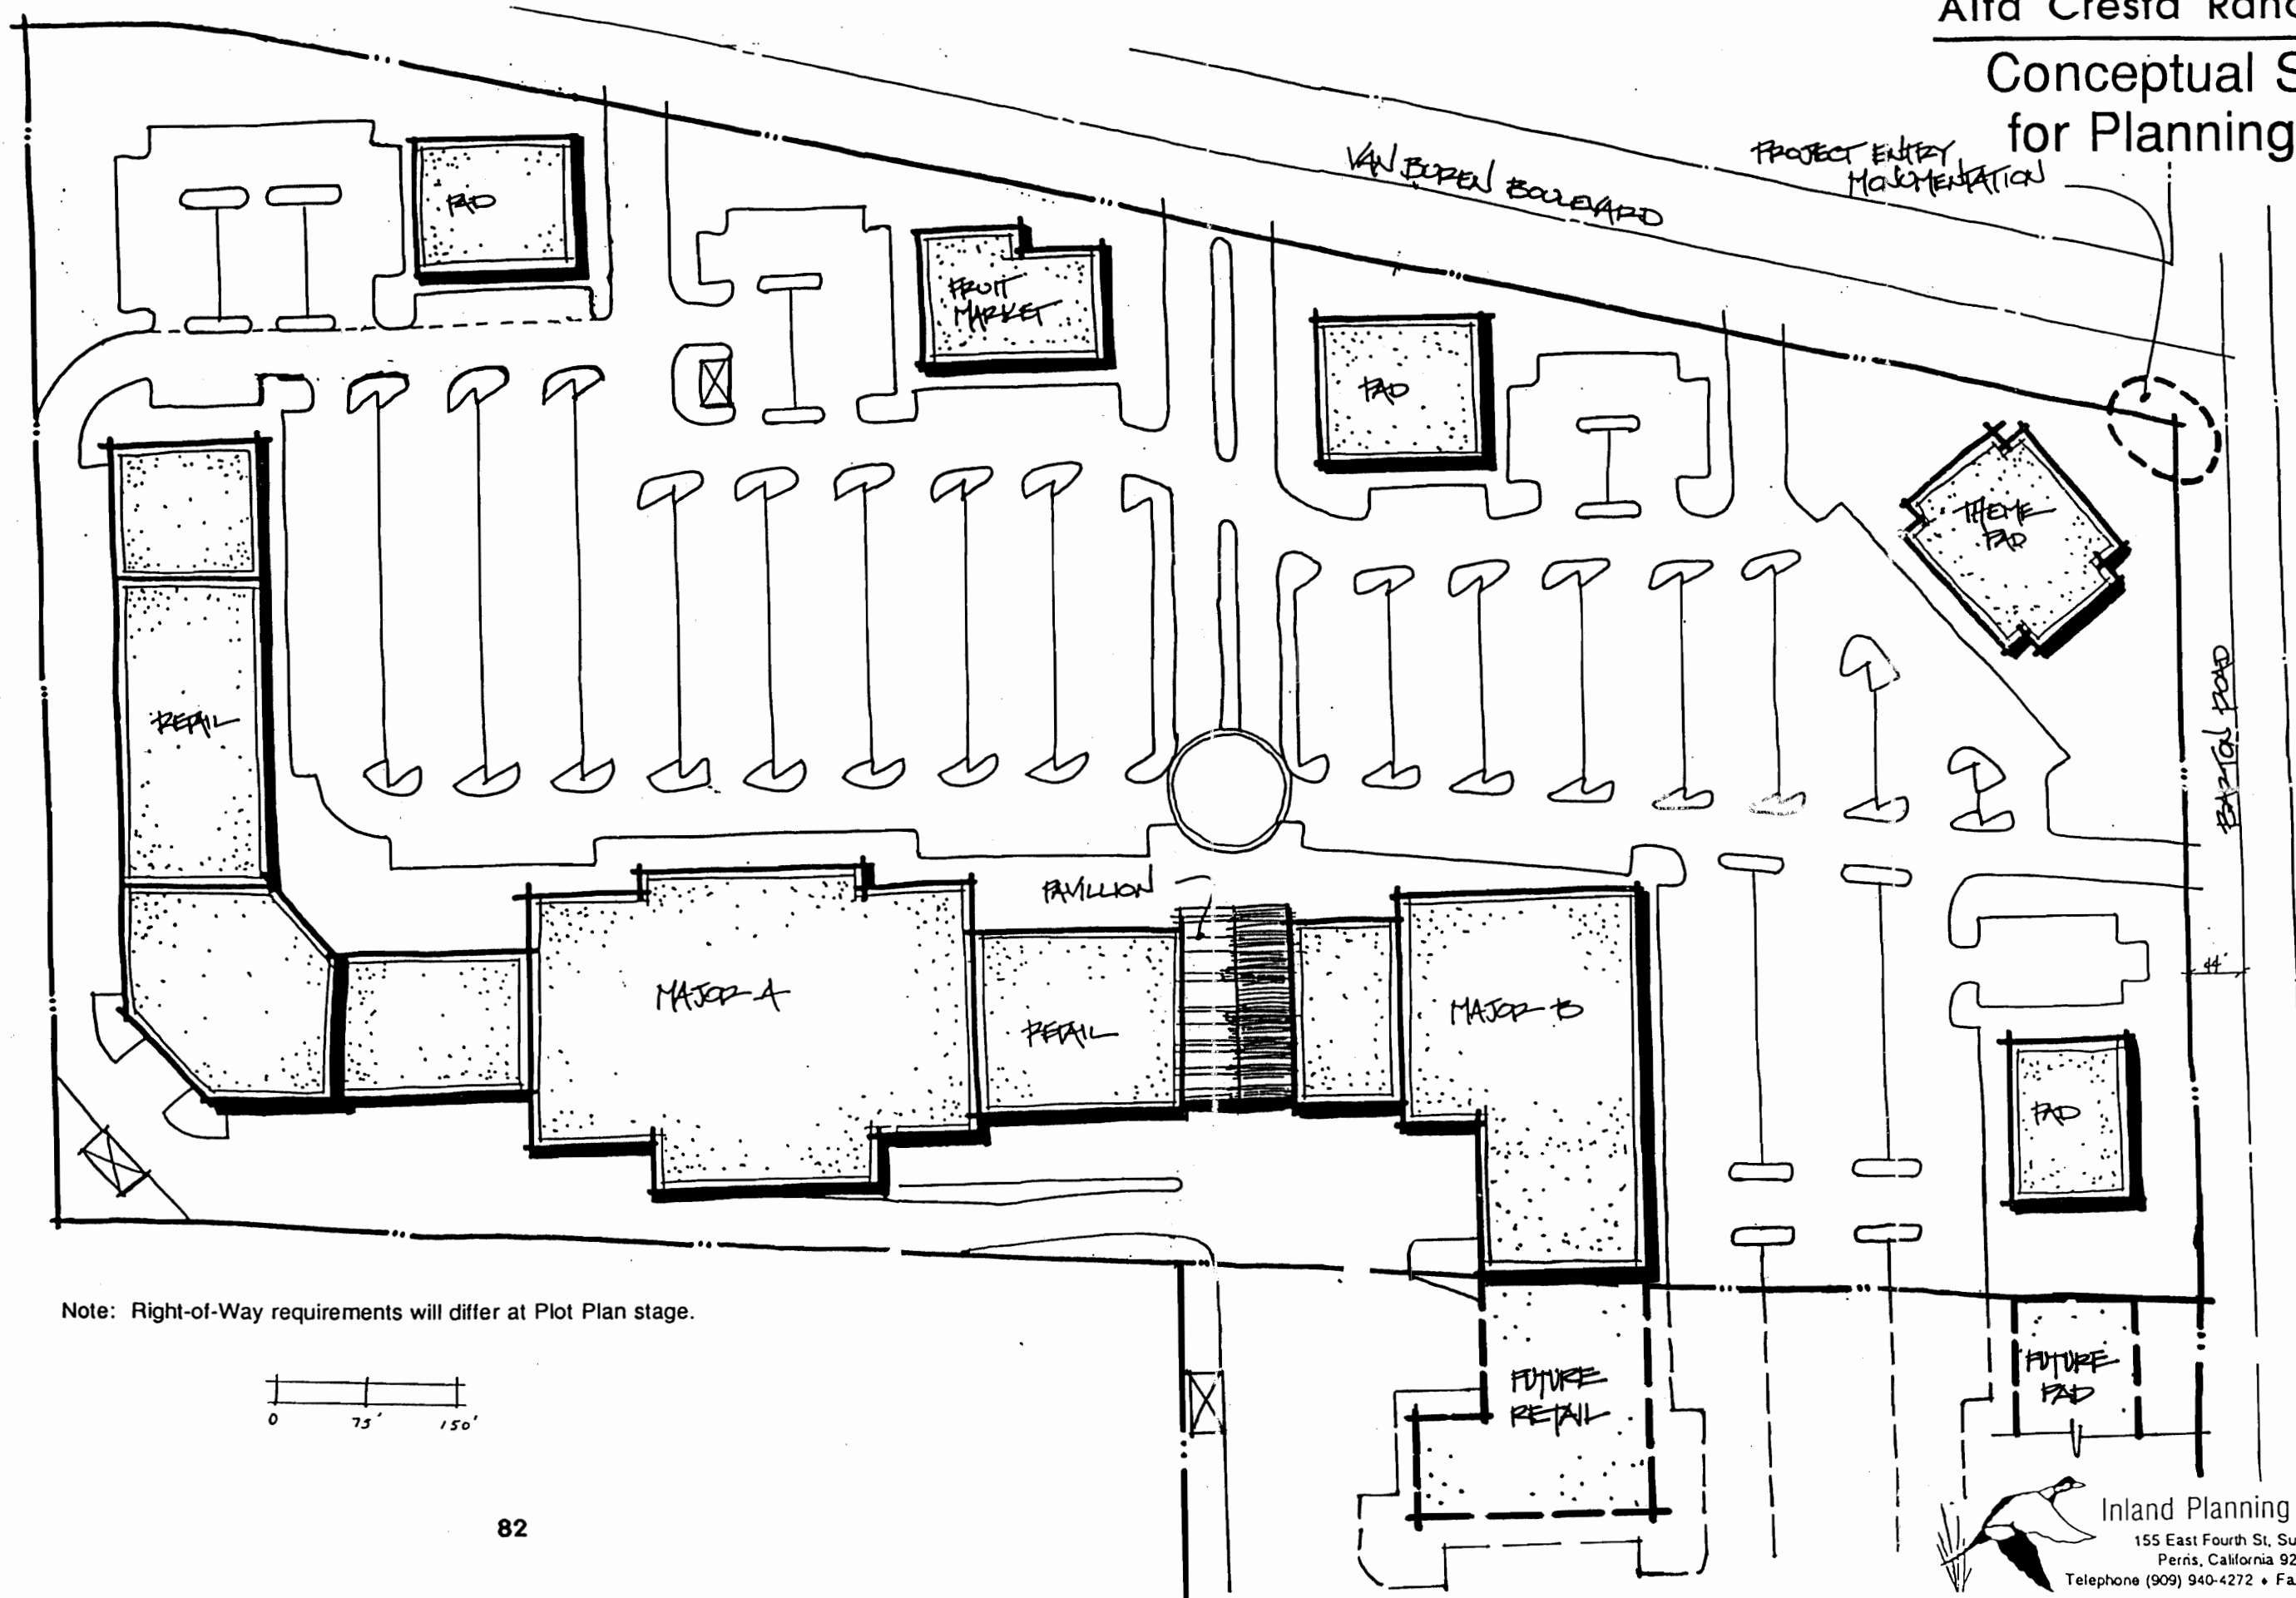 Alta Cresta Ranc
Conceptual S
for Planning
PROJECT ENTRY
MONUMENTATION
VAN BUREN BOULEVARD
PAD
FRUIT
MARKET
PAD
THEME
PAD
BARTON ROAD
RETAIL
PAVILLION
MAJOR A
RETAIL
MAJOR B
44'
PAD
Note: Right-of-Way requirements will differ at Plot Plan stage.
0 75' 150'
FUTURE
RETAIL
FUTURE
PAD
82
Inland Planning
155 East Fourth St, Su
Perris, California 92
Telephone (909) 940-4272 ♦ Fa